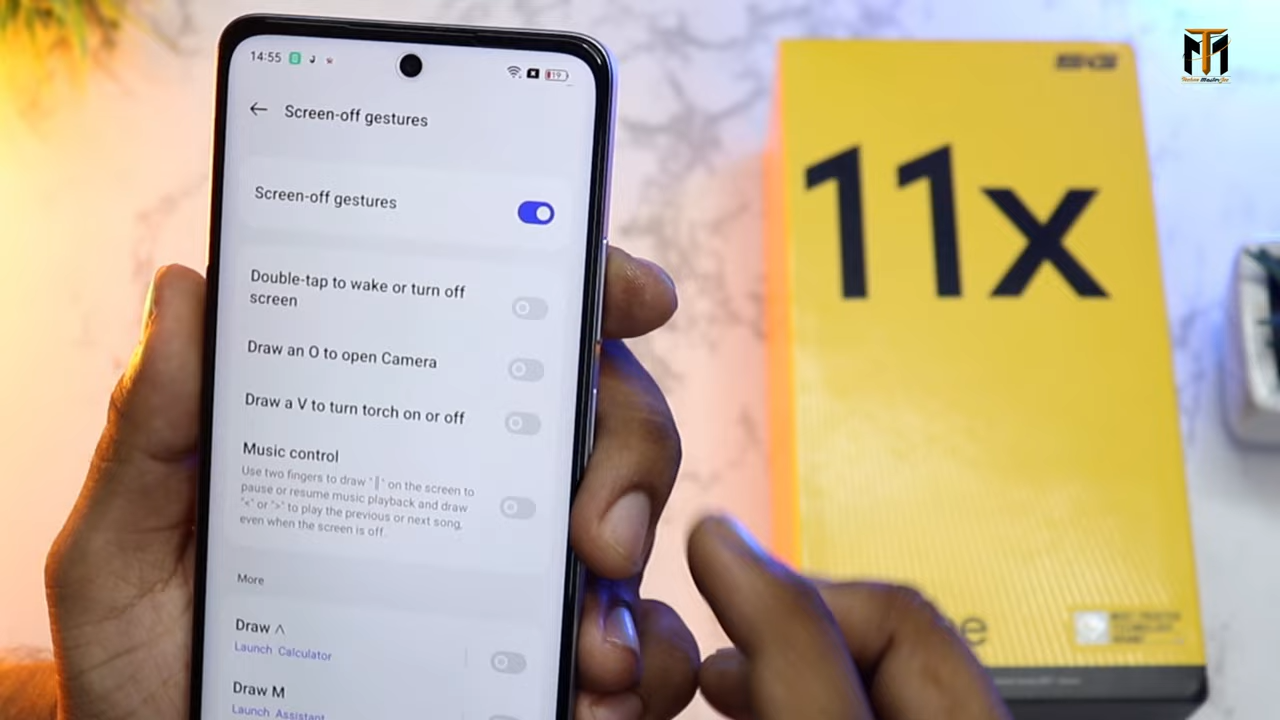 14:55
19
Screen-off gestures
Screen-off gestures
Double-tap to wake or turn off
screen
Draw an O to open Camera
Draw a V to turn torch on or off
Music control
Use two fingers to draw "||" on the screen to
pause or resume music playback and draw
"<" or ">" to play the previous or next song,
even when the screen is off.
More
Draw ^
Launch Calculator
Draw M
Launch Assistant
11x